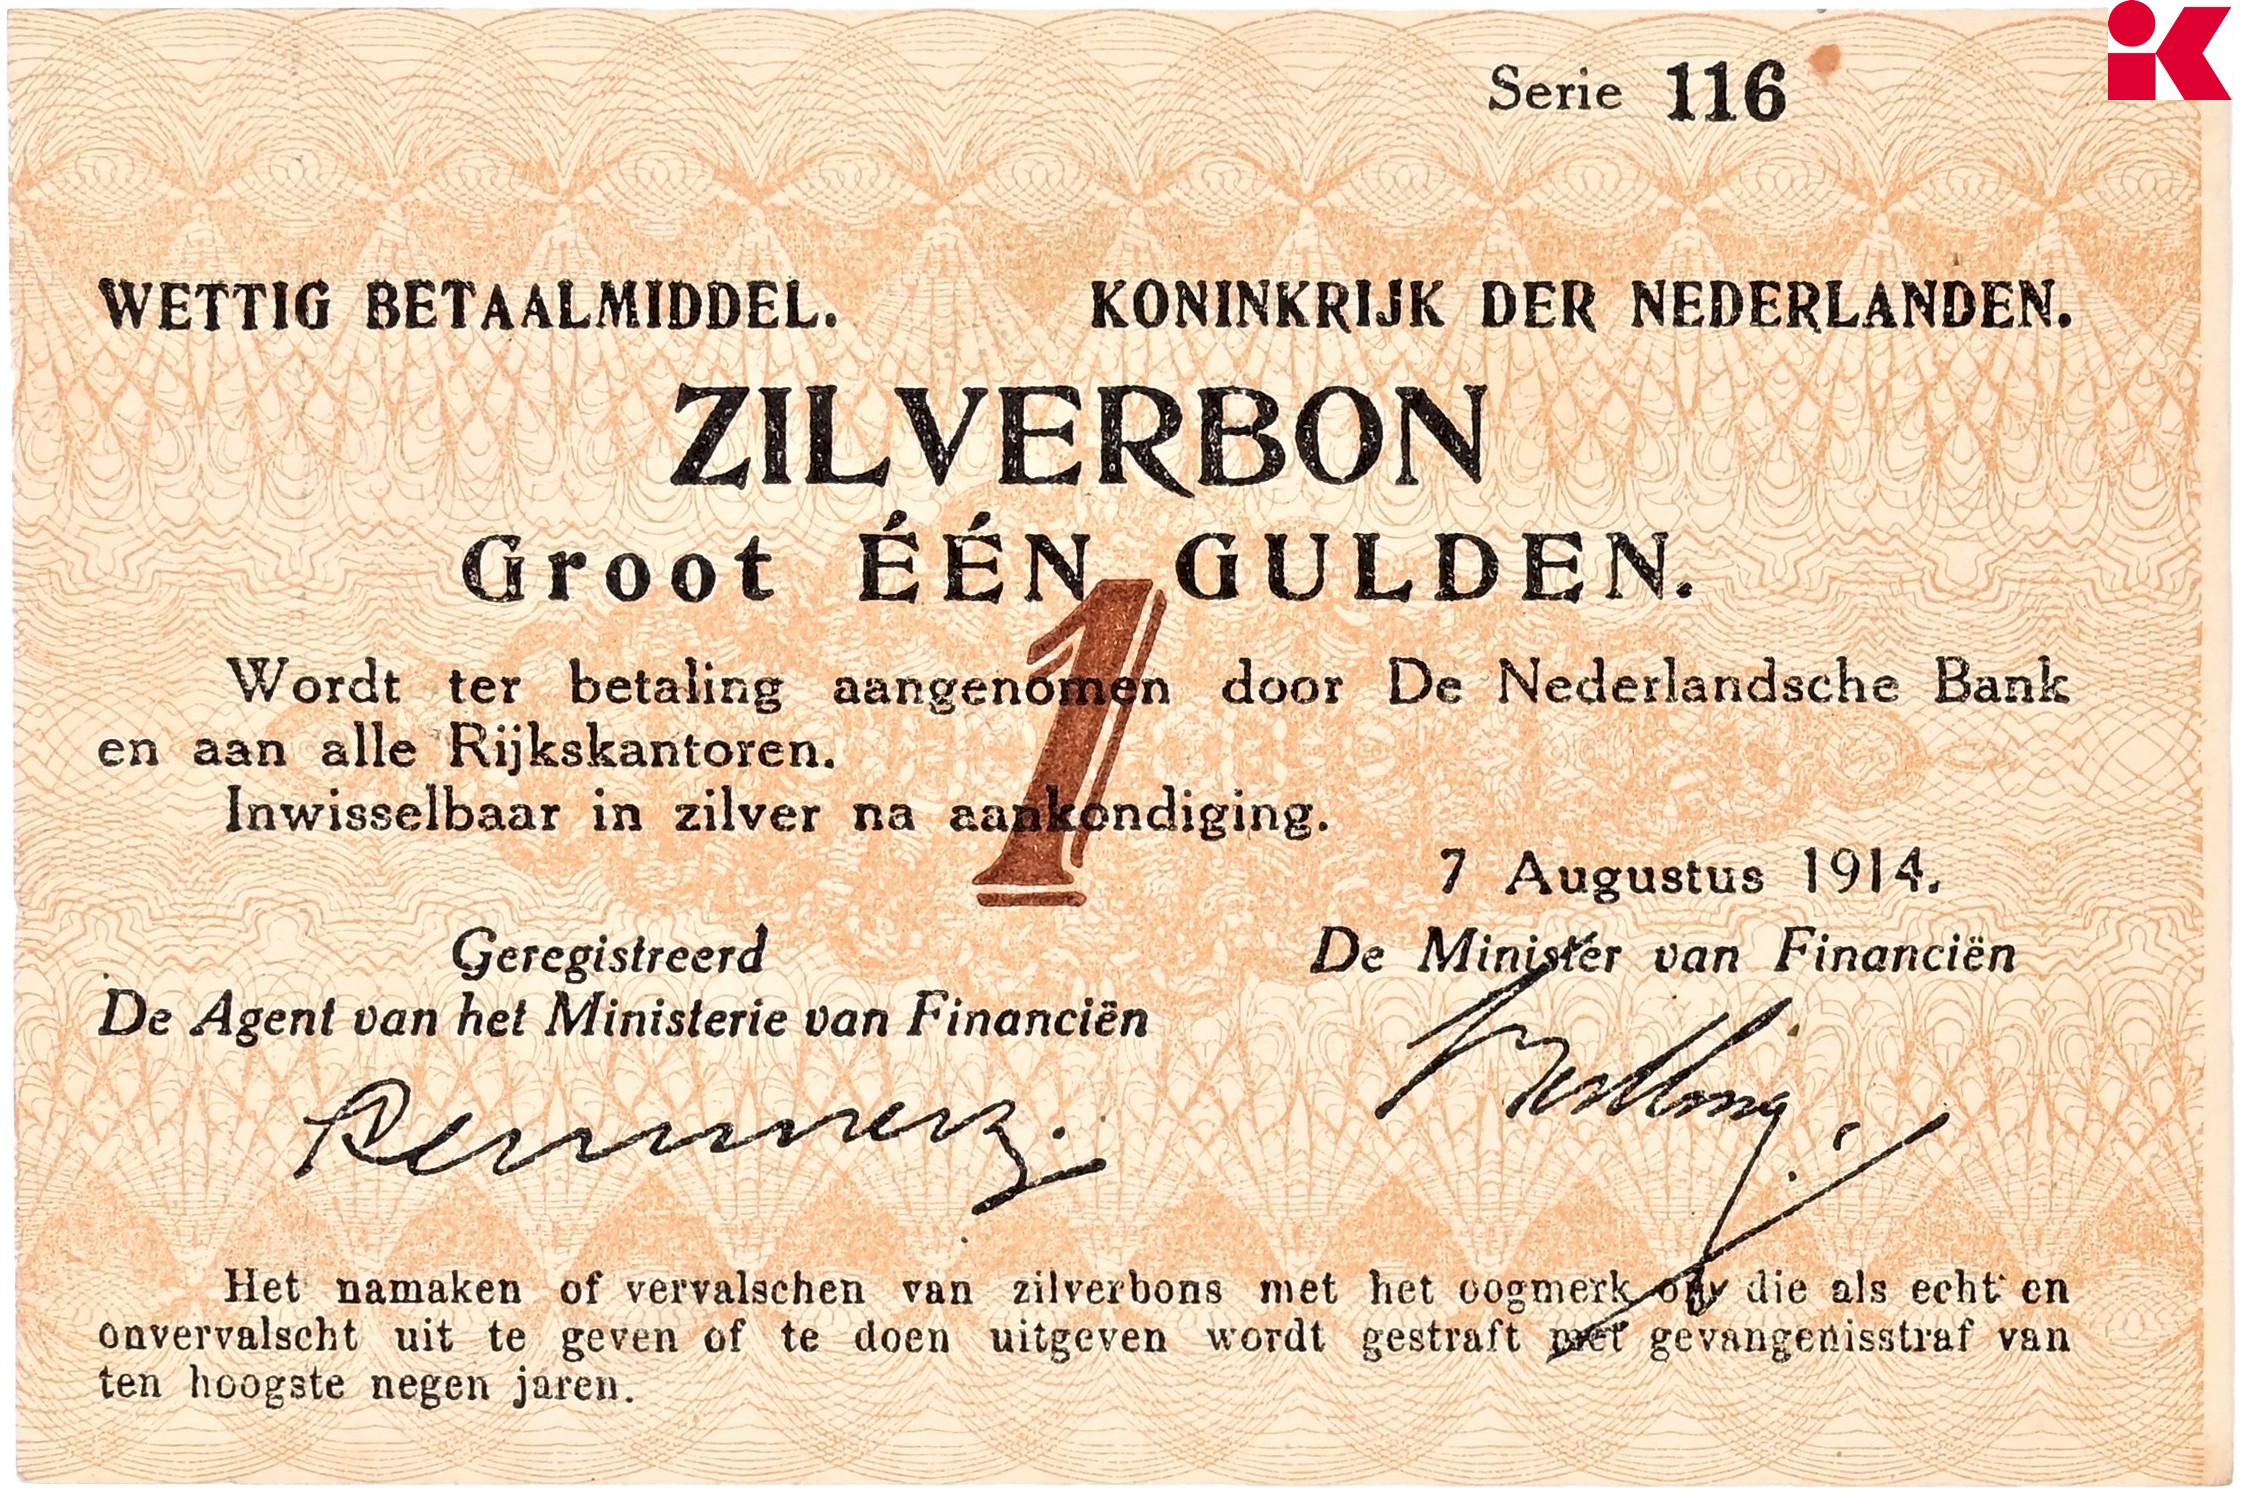 Serie 116
WETTIG BETAALMIDDEL. KONINKRIJK DER NEDERLANDEN.
ZILVERBON
Groot ÉÉN GULDEN.
1
Wordt ter betaling aangenomen door De Nederlandsche Bank
en aan alle Rijkskantoren.
Inwisselbaar in zilver na aankondiging.
7 Augustus 1914.
Geregistreerd
De Agent van het Ministerie van Financiën
De Minister van Financiën
Het namaken of vervalschen van zilverbons met het oogmerk om die als echt en
onvervalscht uit te geven of te doen uitgeven wordt gestraft met gevangenisstraf van
ten hoogste negen jaren.